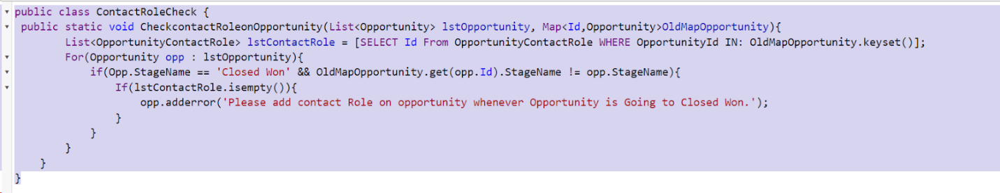 public class ContactRoleCheck {
public static void CheckcontactRoleonOpportunity(List<Opportunity> lstOpportunity, Map<Id,Opportunity>OldMapOpportunity){
List<OpportunityContactRole> lstContactRole = [SELECT Id From OpportunityContactRole WHERE OpportunityId IN: OldMapOpportunity.keyset()];
For(Opportunity opp : lstOpportunity){
if(Opp.StageName == 'Closed Won' && OldMapOpportunity.get(opp.Id).StageName != opp.StageName){
If(lstContactRole.isempty()){
opp.adderror('Please add contact Role on opportunity whenever Opportunity is Going to Closed Won.');
}
}
}
}
}